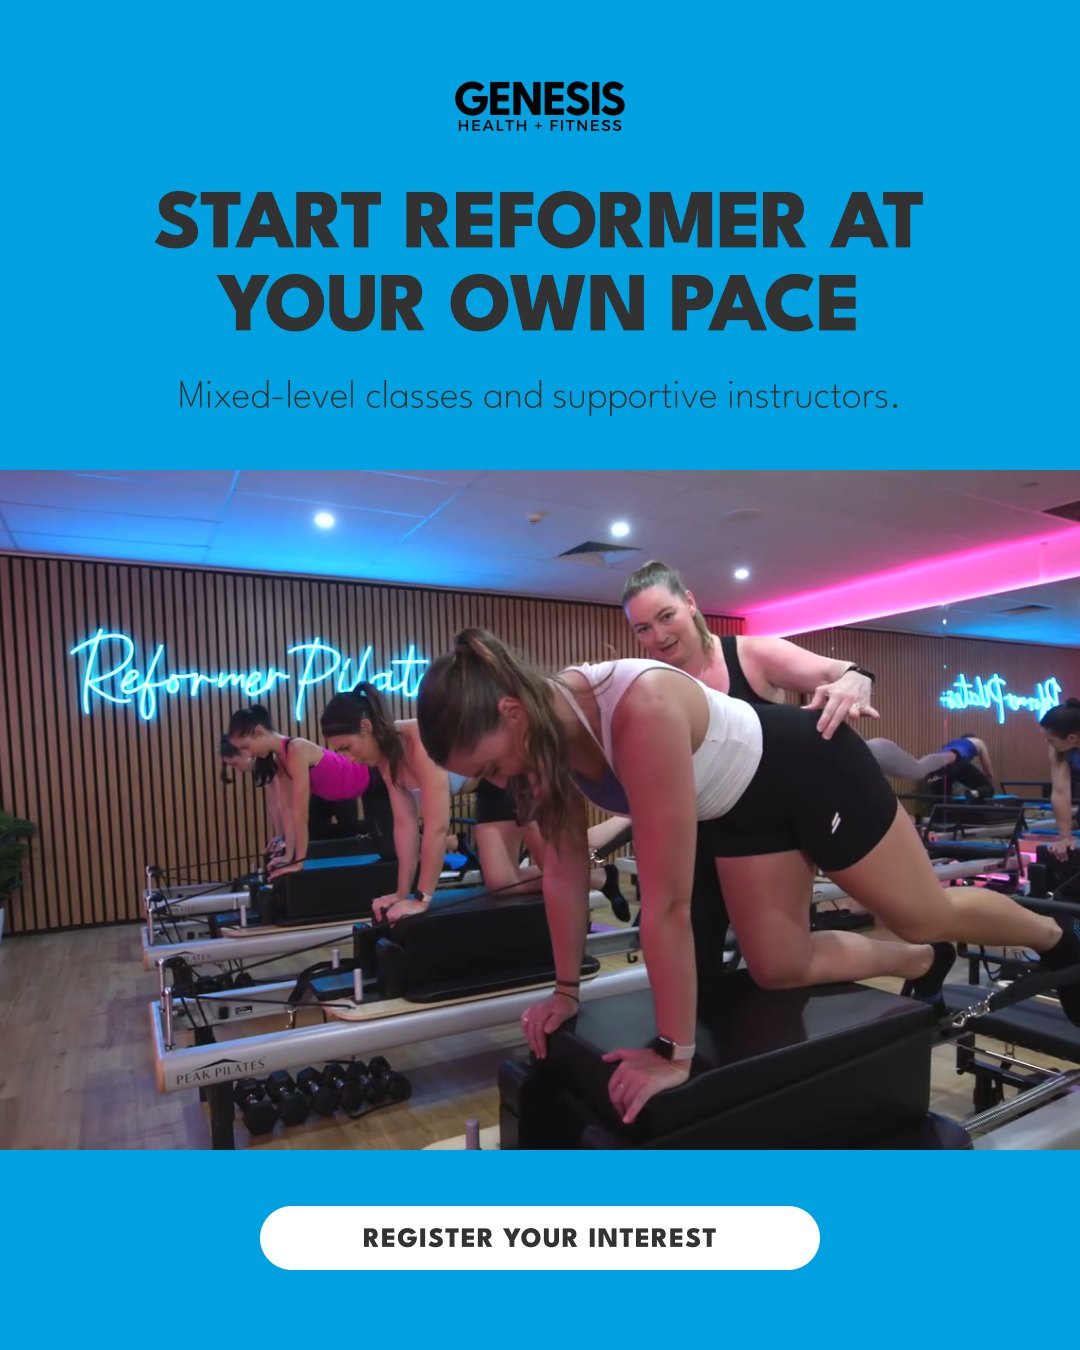 GENESIS
HEALTH + FITNESS
START REFORMER AT
YOUR OWN PACE
Mixed-level classes and supportive instructors.
Reformer Pilat
PEAK PILATES
REGISTER YOUR INTEREST